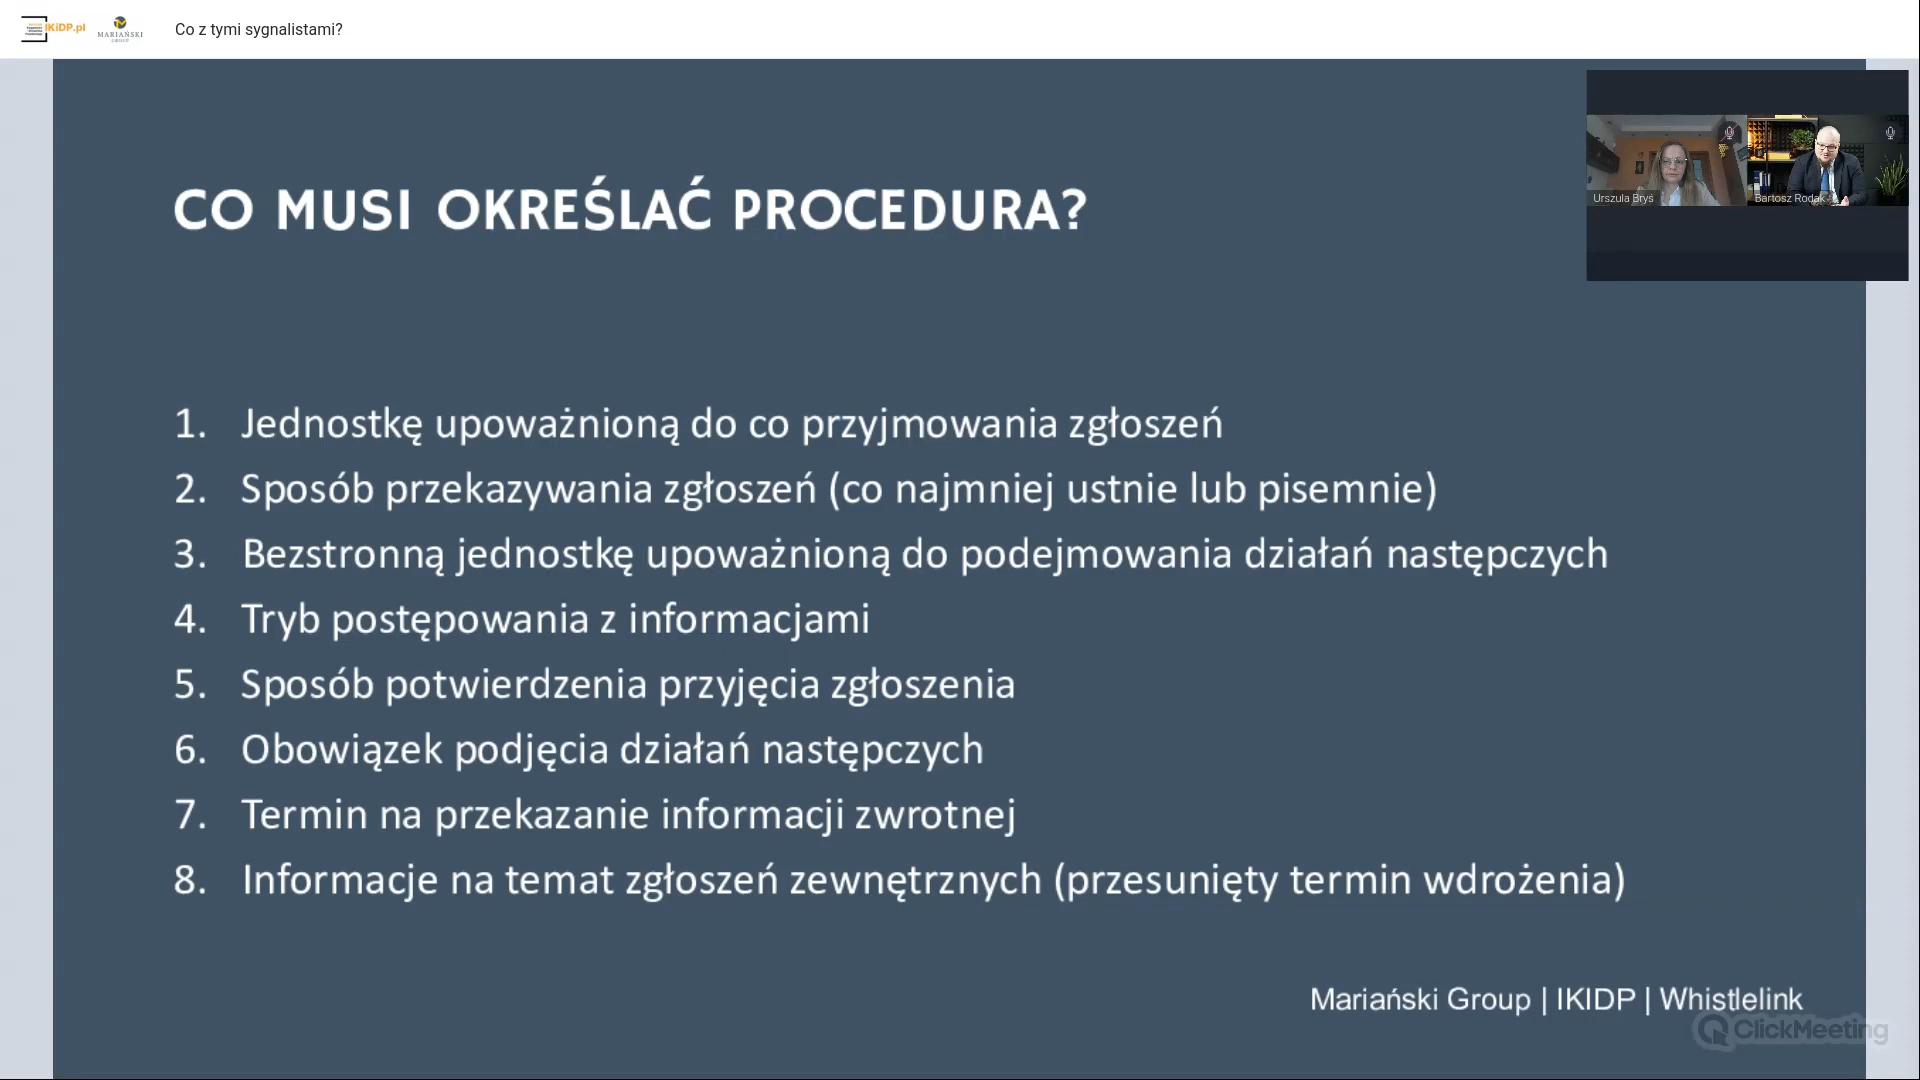 IKiDP.pl
MARIAŃSKI
GROUP
Co z tymi sygnalistami?
Urszula Bryś
Bartosz Rodak
CO MUSI OKREŚLAĆ PROCEDURA?
1. Jednostkę upoważnioną do co przyjmowania zgłoszeń
2. Sposób przekazywania zgłoszeń (co najmniej ustnie lub pisemnie)
3. Bezstronną jednostkę upoważnioną do podejmowania działań następczych
4. Tryb postępowania z informacjami
5. Sposób potwierdzenia przyjęcia zgłoszenia
6. Obowiązek podjęcia działań następczych
7. Termin na przekazanie informacji zwrotnej
8. Informacje na temat zgłoszeń zewnętrznych (przesunięty termin wdrożenia)
Mariański Group | IKIDP | Whistlelink
ClickMeeting